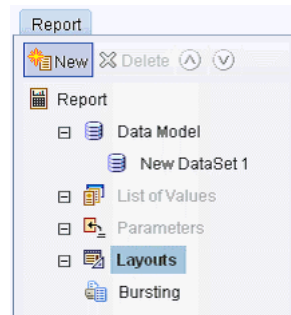 Report
New Delete
Report
Data Model
New DataSet 1
List of Values
Parameters
Layouts
Bursting